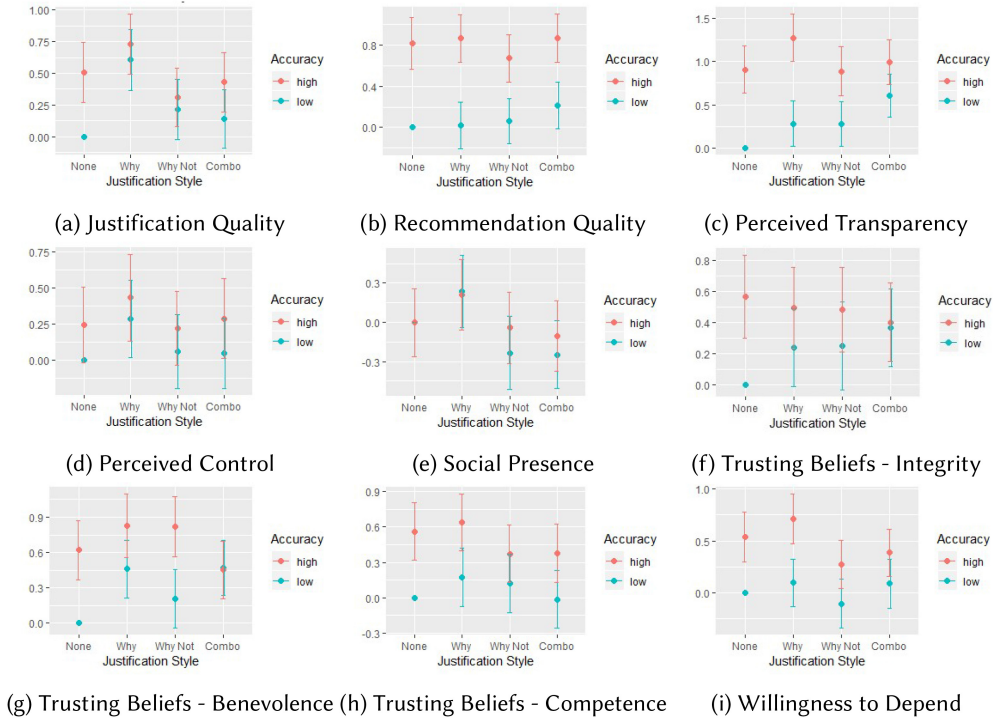 1.00
0.75
0.50
0.25
0.00
None Why Why Not Combo
Justification Style
Accuracy
high
low
(a) Justification Quality
0.8
0.4
0.0
None Why Why Not Combo
Justification Style
Accuracy
high
low
(b) Recommendation Quality
1.5
1.0
0.5
0.0
None Why Why Not Combo
Justification Style
Accuracy
high
low
(c) Perceived Transparency
0.75
0.50
0.25
0.00
None Why Why Not Combo
Justification Style
Accuracy
high
low
(d) Perceived Control
0.3
0.0
-0.3
None Why Why Not Combo
Justification Style
Accuracy
high
low
(e) Social Presence
0.8
0.6
0.4
0.2
0.0
None Why Why Not Combo
Justification Style
Accuracy
high
low
(f) Trusting Beliefs - Integrity
0.9
0.6
0.3
0.0
None Why Why Not Combo
Justification Style
Accuracy
high
low
(g) Trusting Beliefs - Benevolence
0.9
0.6
0.3
0.0
-0.3
None Why Why Not Combo
Justification Style
Accuracy
high
low
(h) Trusting Beliefs - Competence
1.0
0.5
0.0
None Why Why Not Combo
Justification Style
Accuracy
high
low
(i) Willingness to Depend